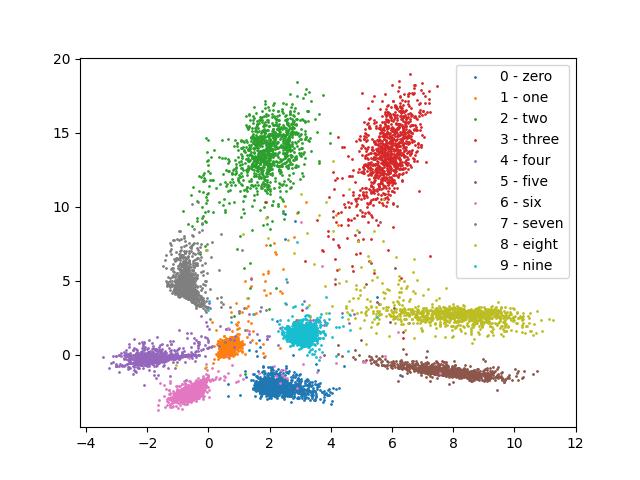 20
15
10
5
0
−4
−2
0
2
4
6
8
10
12
0 - zero
1 - one
2 - two
3 - three
4 - four
5 - five
6 - six
7 - seven
8 - eight
9 - nine